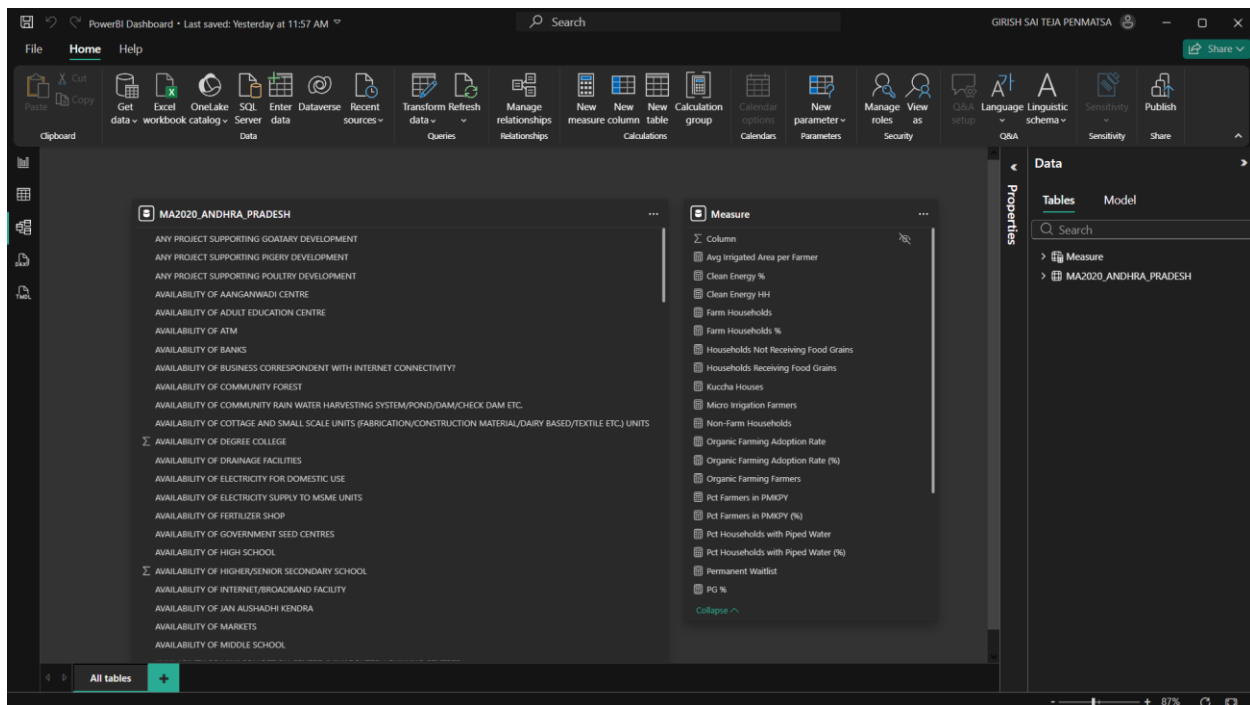 PowerBI Dashboard • Last saved: Yesterday at 11:57 AM
Search
GIRISH SAI TEJA PENMATSA
File Home Help
Share
Paste
Cut
Copy
Get data
Excel workbook
OneLake catalog
SQL Server
Enter data
Dataverse
Recent sources
Transform data
Refresh
Manage relationships
New measure
New column
New table
Calculation group
Calendar options
New parameter
Manage roles
View as
Q&A setup
Language
Linguistic schema
Sensitivity
Publish
Clipboard
Data
Queries
Relationships
Calculations
Calendars
Parameters
Security
Q&A
Sensitivity
Share
DAX
TMDL
MA2020_ANDHRA_PRADESH
ANY PROJECT SUPPORTING GOATARY DEVELOPMENT
ANY PROJECT SUPPORTING PIGERY DEVELOPMENT
ANY PROJECT SUPPORTING POULTRY DEVELOPMENT
AVAILABILITY OF AANGANWADI CENTRE
AVAILABILITY OF ADULT EDUCATION CENTRE
AVAILABILITY OF ATM
AVAILABILITY OF BANKS
AVAILABILITY OF BUSINESS CORRESPONDENT WITH INTERNET CONNECTIVITY?
AVAILABILITY OF COMMUNITY FOREST
AVAILABILITY OF COMMUNITY RAIN WATER HARVESTING SYSTEM/POND/DAM/CHECK DAM ETC.
AVAILABILITY OF COTTAGE AND SMALL SCALE UNITS (FABRICATION/CONSTRUCTION MATERIAL/DAIRY BASED/TEXTILE ETC.) UNITS
∑ AVAILABILITY OF DEGREE COLLEGE
AVAILABILITY OF DRAINAGE FACILITIES
AVAILABILITY OF ELECTRICITY FOR DOMESTIC USE
AVAILABILITY OF ELECTRICITY SUPPLY TO MSME UNITS
AVAILABILITY OF FERTILIZER SHOP
AVAILABILITY OF GOVERNMENT SEED CENTRES
AVAILABILITY OF HIGH SCHOOL
∑ AVAILABILITY OF HIGHER/SENIOR SECONDARY SCHOOL
AVAILABILITY OF INTERNET/BROADBAND FACILITY
AVAILABILITY OF JAN AUSHADHI KENDRA
AVAILABILITY OF MARKETS
AVAILABILITY OF MIDDLE SCHOOL
Measure
∑ Column
Avg Irrigated Area per Farmer
Clean Energy %
Clean Energy HH
Farm Households
Farm Households %
Households Not Receiving Food Grains
Households Receiving Food Grains
Kuccha Houses
Micro Irrigation Farmers
Non-Farm Households
Organic Farming Adoption Rate
Organic Farming Adoption Rate (%)
Organic Farming Farmers
Pct Farmers in PMKPY
Pct Farmers in PMKPY (%)
Pct Households with Piped Water
Pct Households with Piped Water (%)
Permanent Waitlist
PG %
Collapse
Properties
Data
Tables Model
Search
Measure
MA2020_ANDHRA_PRADESH
All tables
87%